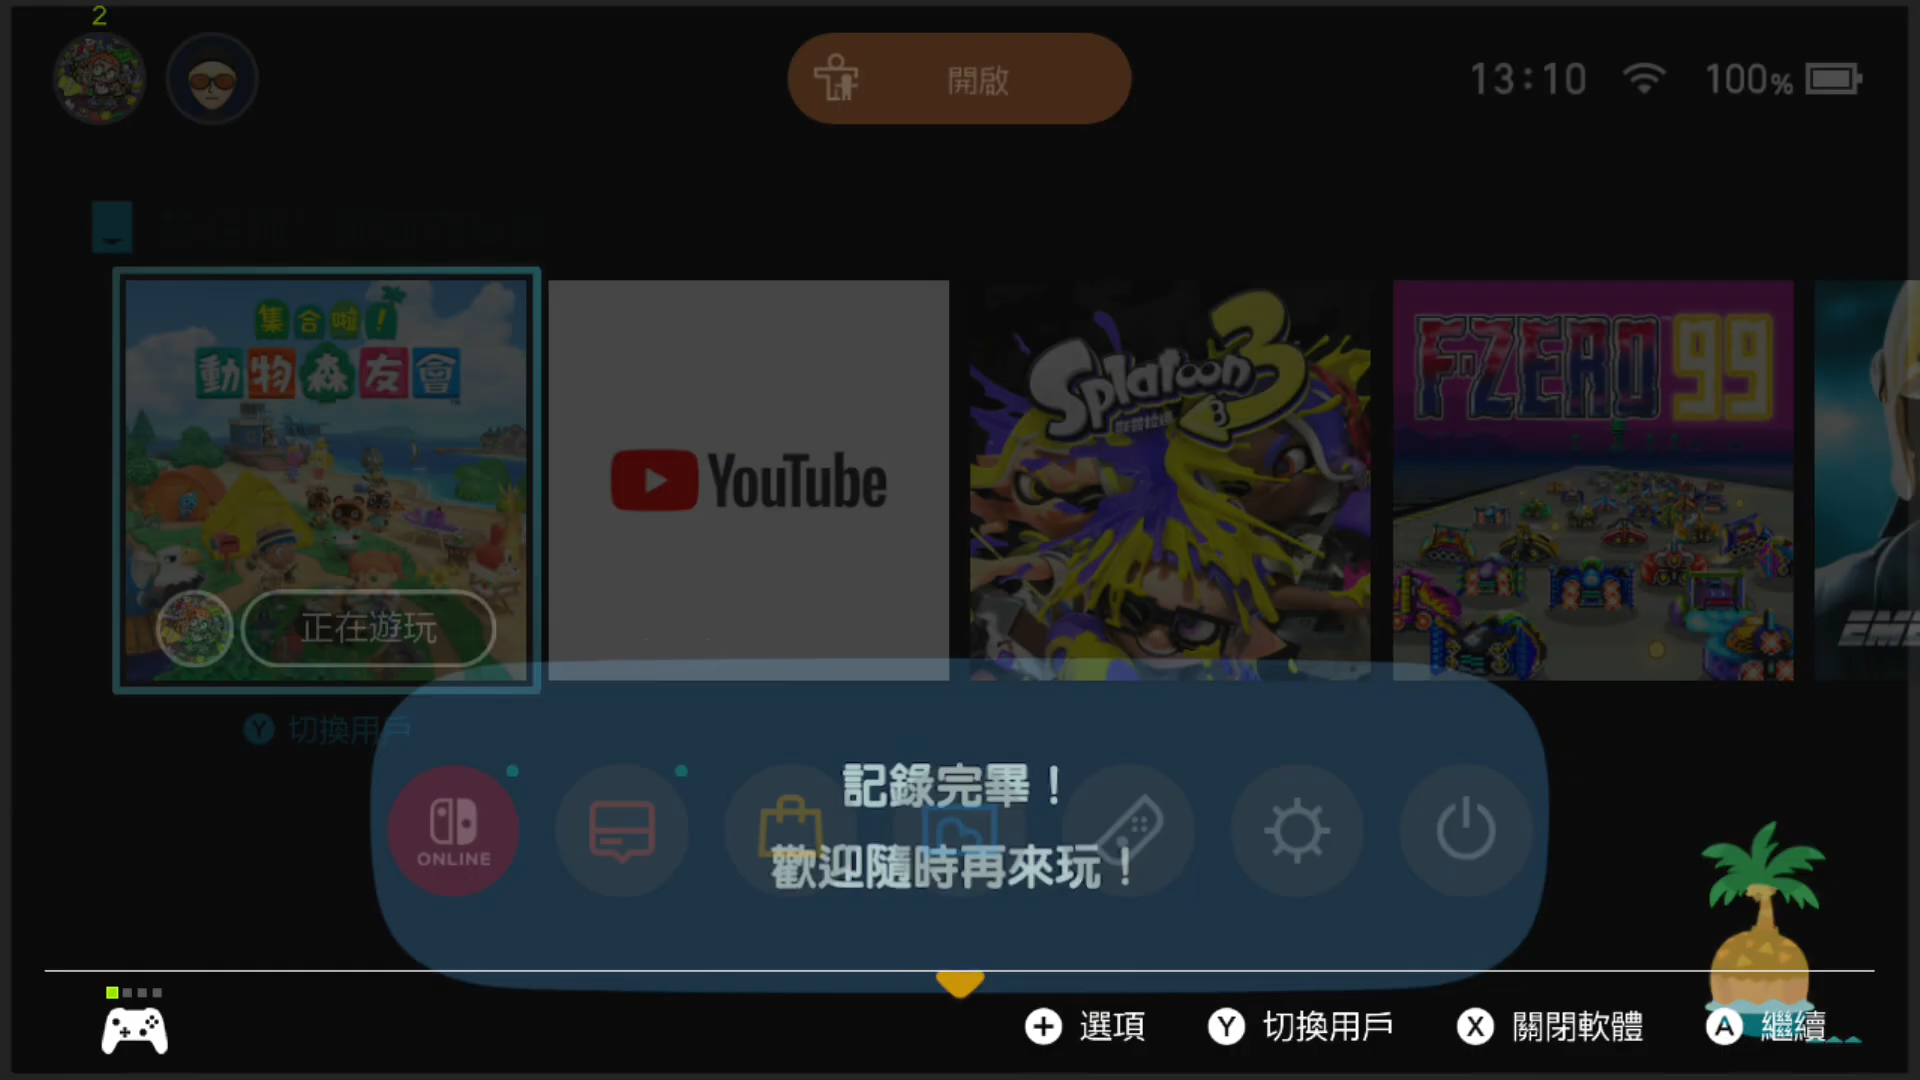 2
開啟
13:10
100%
集合啦!
動物森友會
正在遊玩
YouTube
Splatoon 3
F-ZERO 99
Y 切換用戶
記錄完畢！
歡迎隨時再來玩！
ONLINE
+ 選項
Y 切換用戶
X 關閉軟體
A 繼續